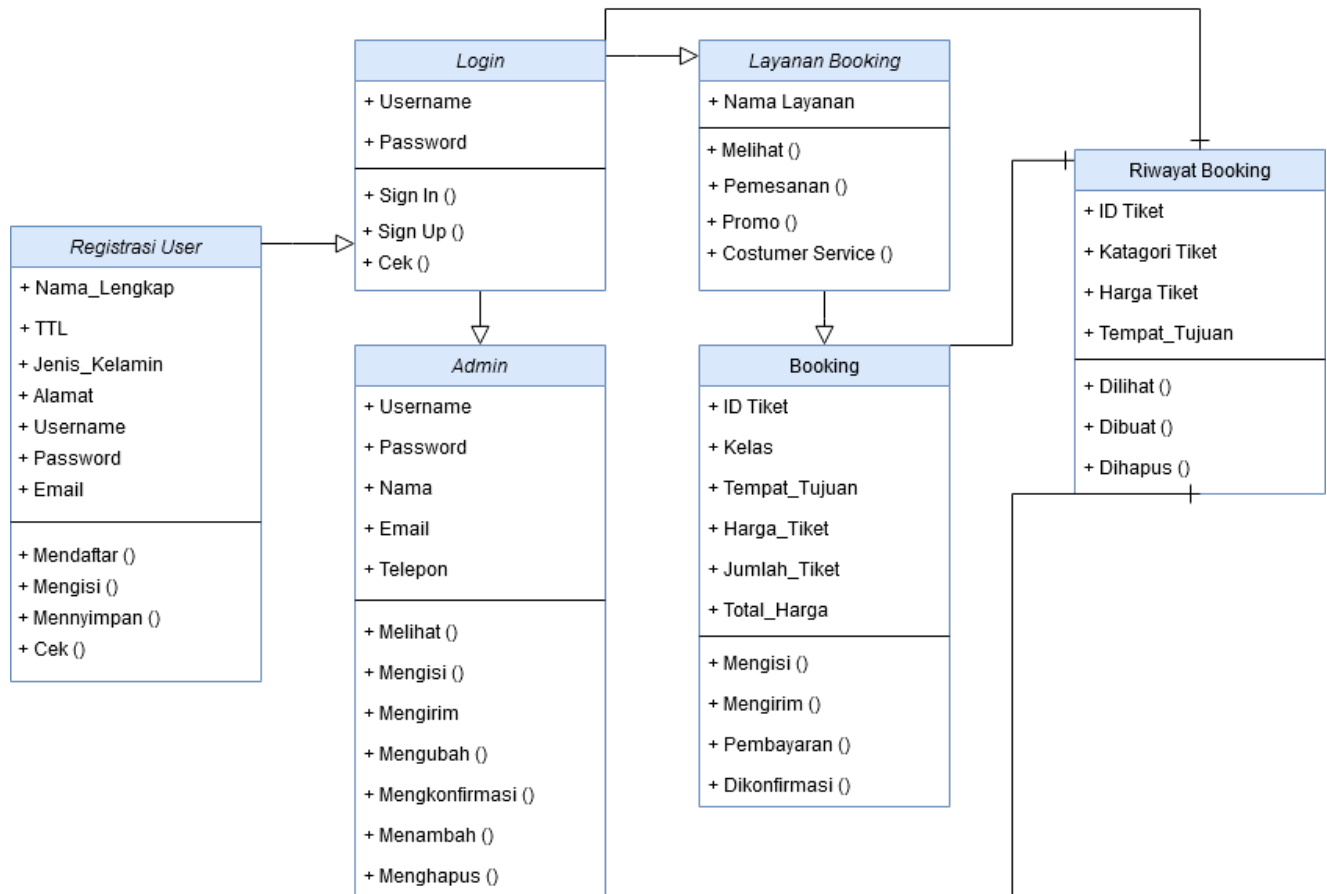 Login
+ Username
+ Password
+ Sign In ()
+ Sign Up ()
+ Cek ()
Layanan Booking
+ Nama Layanan
+ Melihat ()
+ Pemesanan ()
+ Promo ()
+ Costumer Service ()
Riwayat Booking
+ ID Tiket
+ Katagori Tiket
+ Harga Tiket
+ Tempat_Tujuan
+ Dilihat ()
+ Dibuat ()
+ Dihapus ()
Registrasi User
+ Nama_Lengkap
+ TTL
+ Jenis_Kelamin
+ Alamat
+ Username
+ Password
+ Email
+ Mendaftar ()
+ Mengisi ()
+ Mennyimpan ()
+ Cek ()
Admin
+ Username
+ Password
+ Nama
+ Email
+ Telepon
+ Melihat ()
+ Mengisi ()
+ Mengirim
+ Mengubah ()
+ Mengkonfirmasi ()
+ Menambah ()
+ Menghapus ()
Booking
+ ID Tiket
+ Kelas
+ Tempat_Tujuan
+ Harga_Tiket
+ Jumlah_Tiket
+ Total_Harga
+ Mengisi ()
+ Mengirim ()
+ Pembayaran ()
+ Dikonfirmasi ()